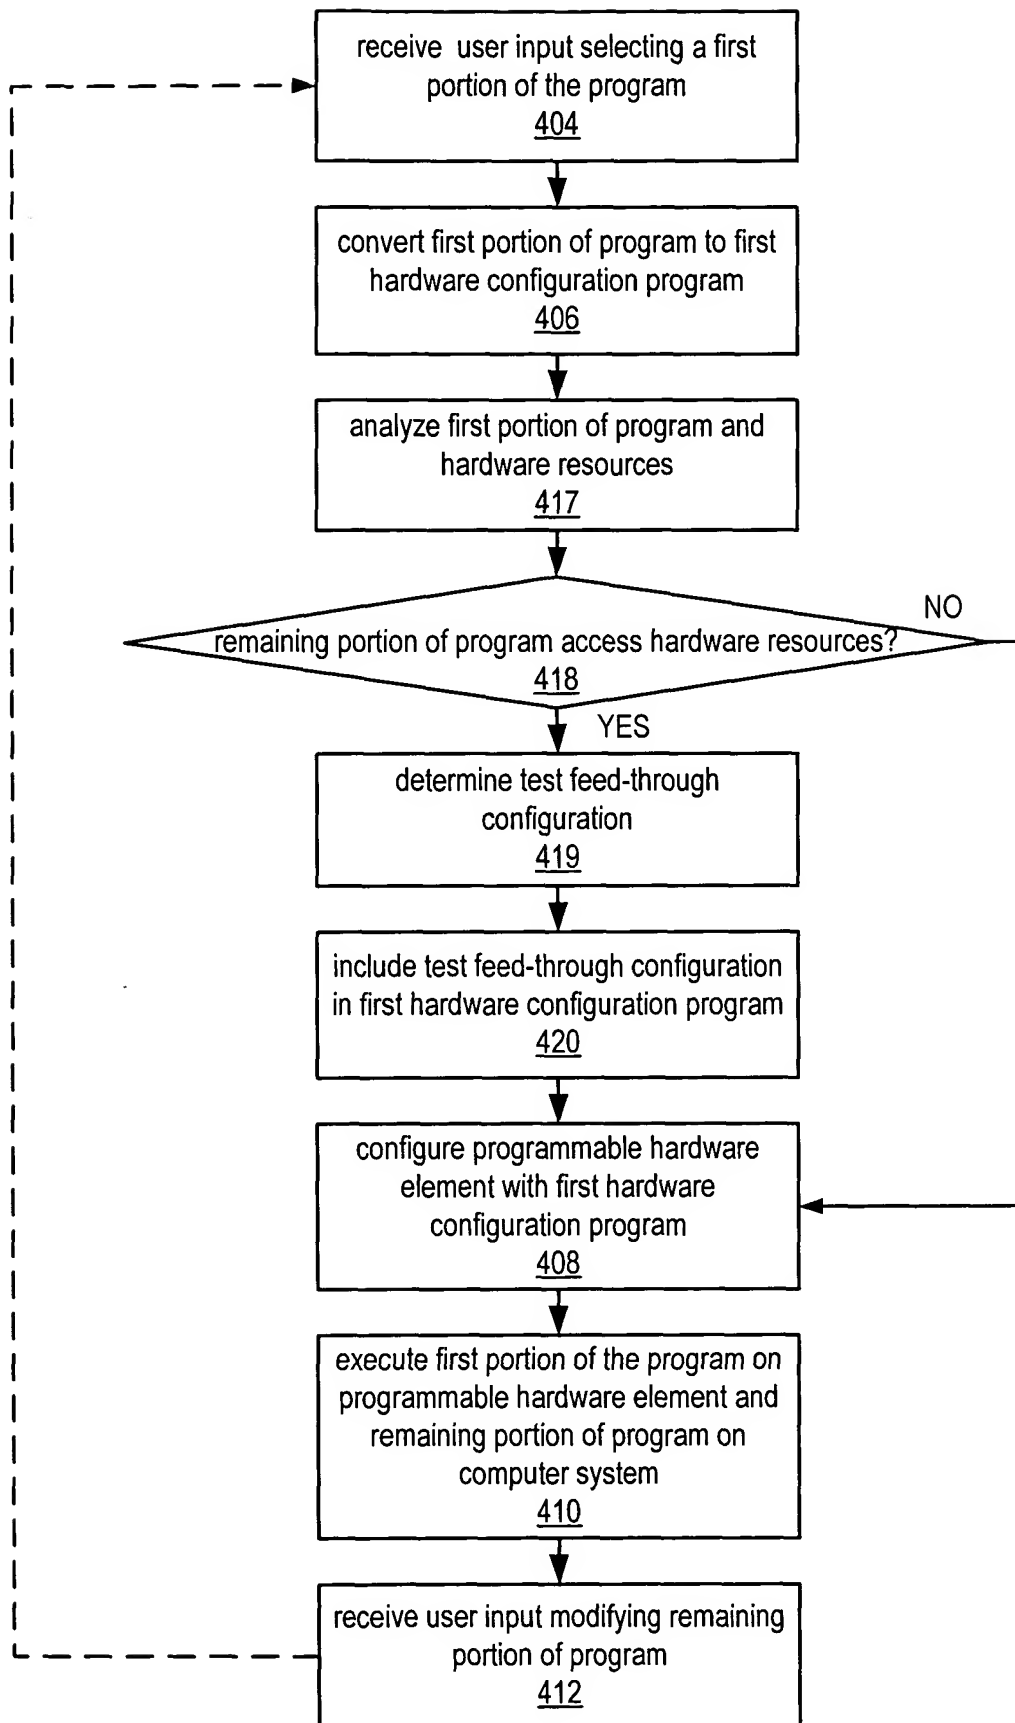 receive user input selecting a first
portion of the program
404
convert first portion of program to first
hardware configuration program
406
analyze first portion of program and
hardware resources
417
NO
remaining portion of program access hardware resources?
418
YES
determine test feed-through
configuration
419
include test feed-through configuration
in first hardware configuration program
420
configure programmable hardware
element with first hardware
configuration program
408
execute first portion of the program on
programmable hardware element and
remaining portion of program on
computer system
410
receive user input modifying remaining
portion of program
412